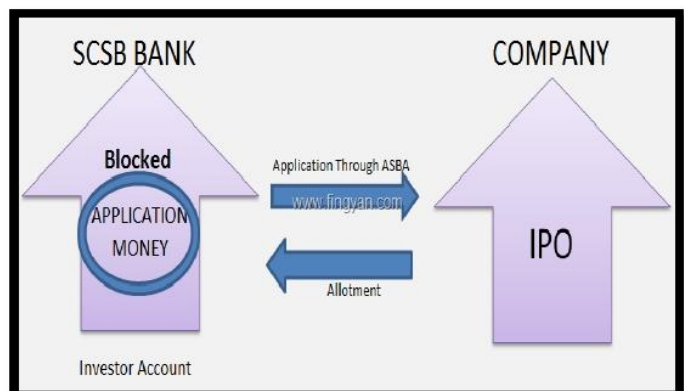 SCSB BANK
COMPANY
Blocked
APPLICATION
MONEY
Application Through ASBA
www.fingyan.com
Allotment
IPO
Investor Account